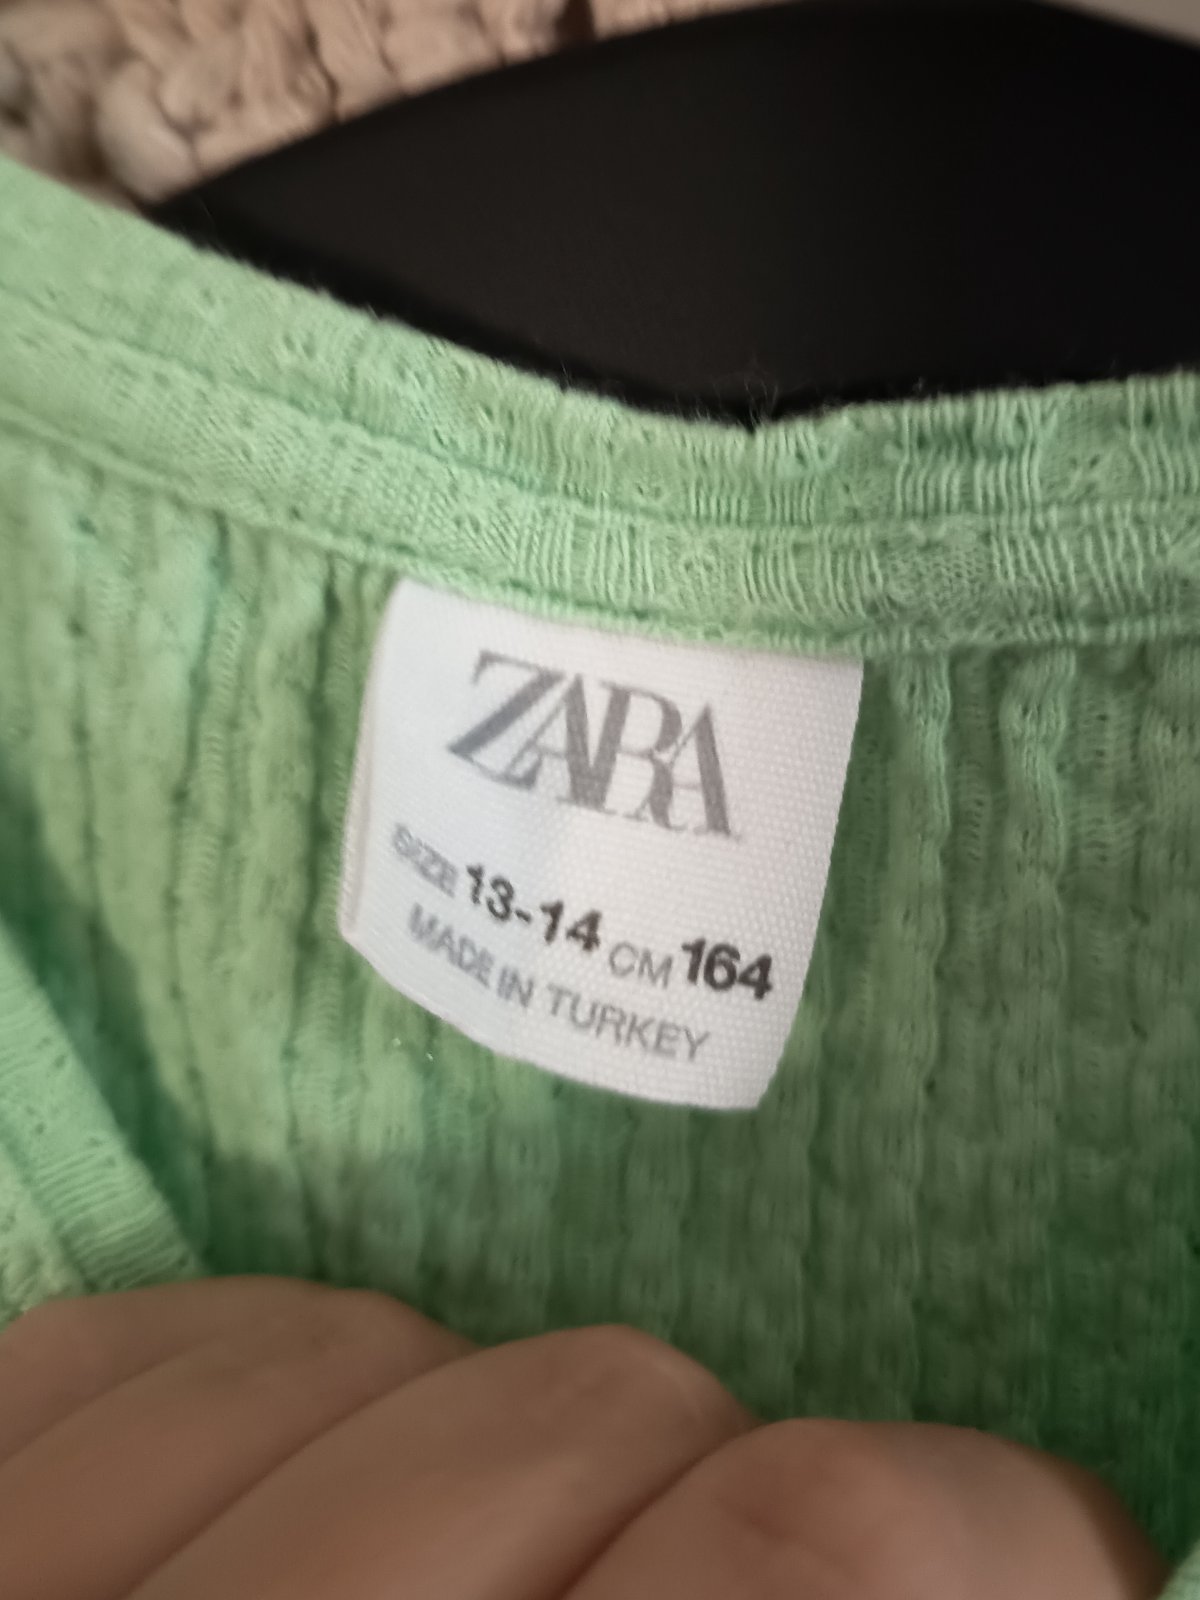 ZARA
SIZE 13-14 CM 164
MADE IN TURKEY